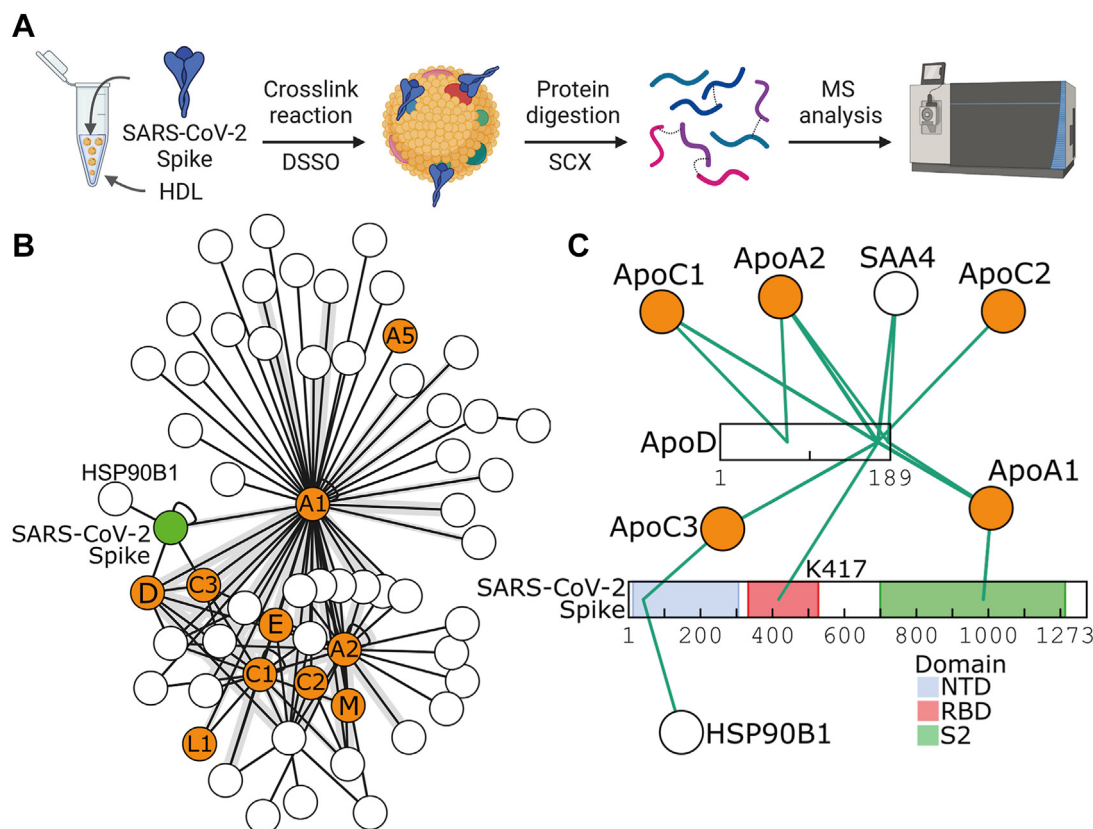 A
SARS-CoV-2
Spike
HDL
Crosslink
reaction
DSSO
Protein
digestion
SCX
MS
analysis
B
A5
HSP90B1
A1
SARS-CoV-2
Spike
D
C3
E
A2
C1
C2
M
L1
C
ApoC1
ApoA2
SAA4
ApoC2
ApoD
1
189
ApoA1
ApoC3
K417
SARS-CoV-2
Spike
1
200
400
600
800
1000
1273
Domain
NTD
RBD
S2
HSP90B1